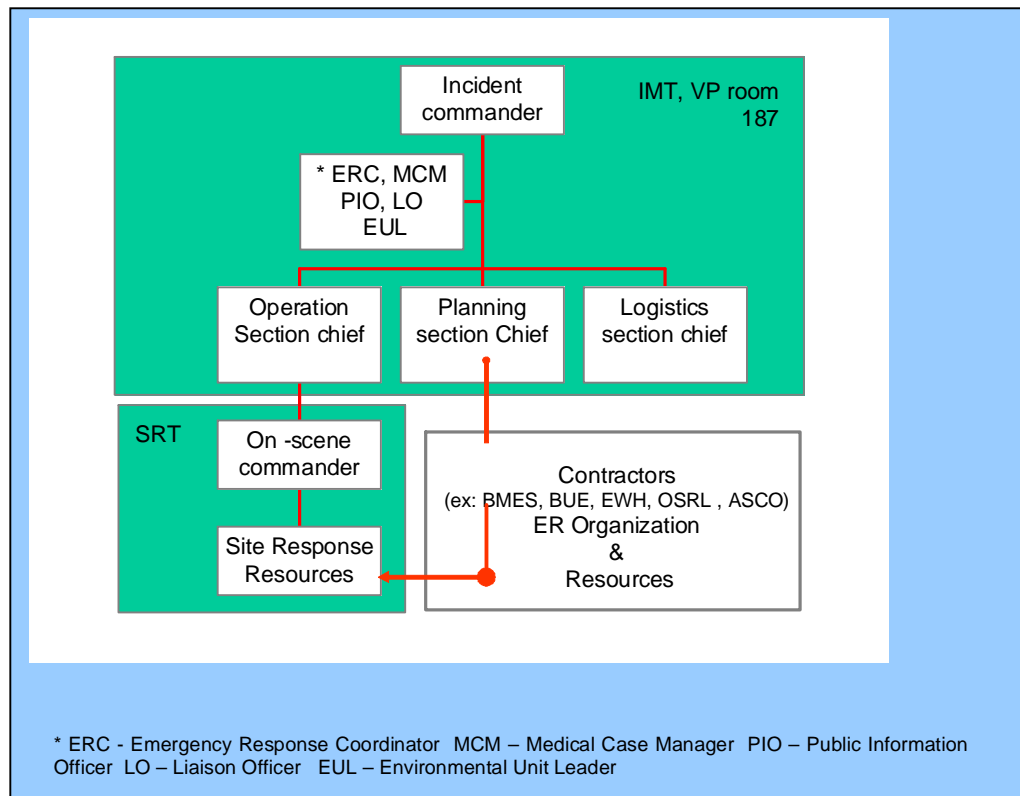 Incident
commander
IMT, VP room
187
* ERC, MCM
PIO, LO
EUL
Operation
Section chief
Planning
section Chief
Logistics
section chief
SRT
On -scene
commander
Contractors
(ex: BMES, BUE, EWH, OSRL , ASCO)
ER Organization
&
Resources
Site Response
Resources
* ERC - Emergency Response Coordinator MCM – Medical Case Manager PIO – Public Information
Officer LO – Liaison Officer EUL – Environmental Unit Leader